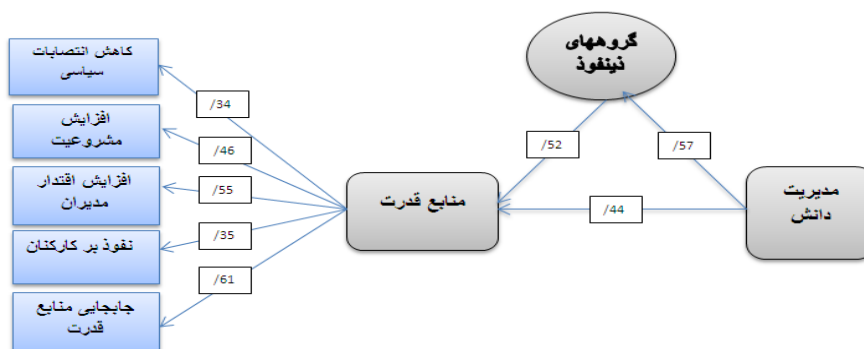 گروههای
ذینفوذ
مدیریت
دانش
/57
/52
/44
منابع قدرت
/34
/46
/55
/35
/61
کاهش انتصابات
سیاسی
افزایش
مشروعیت
افزایش اقتدار
مدیران
نفوذ بر کارکنان
جابجایی منابع
قدرت